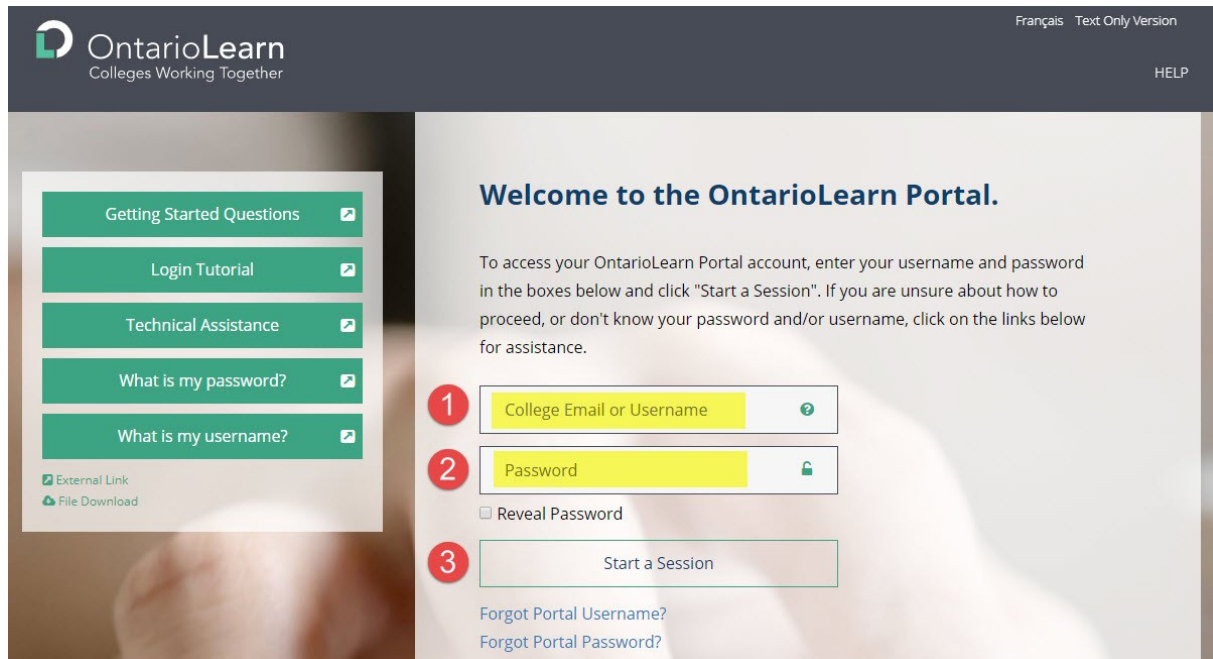 Français Text Only Version
OntarioLearn
Colleges Working Together
HELP
Getting Started Questions
Login Tutorial
Technical Assistance
What is my password?
What is my username?
External Link
File Download
Welcome to the OntarioLearn Portal.
To access your OntarioLearn Portal account, enter your username and password
in the boxes below and click "Start a Session". If you are unsure about how to
proceed, or don't know your password and/or username, click on the links below
for assistance.
1 College Email or Username
2 Password
Reveal Password
3 Start a Session
Forgot Portal Username?
Forgot Portal Password?